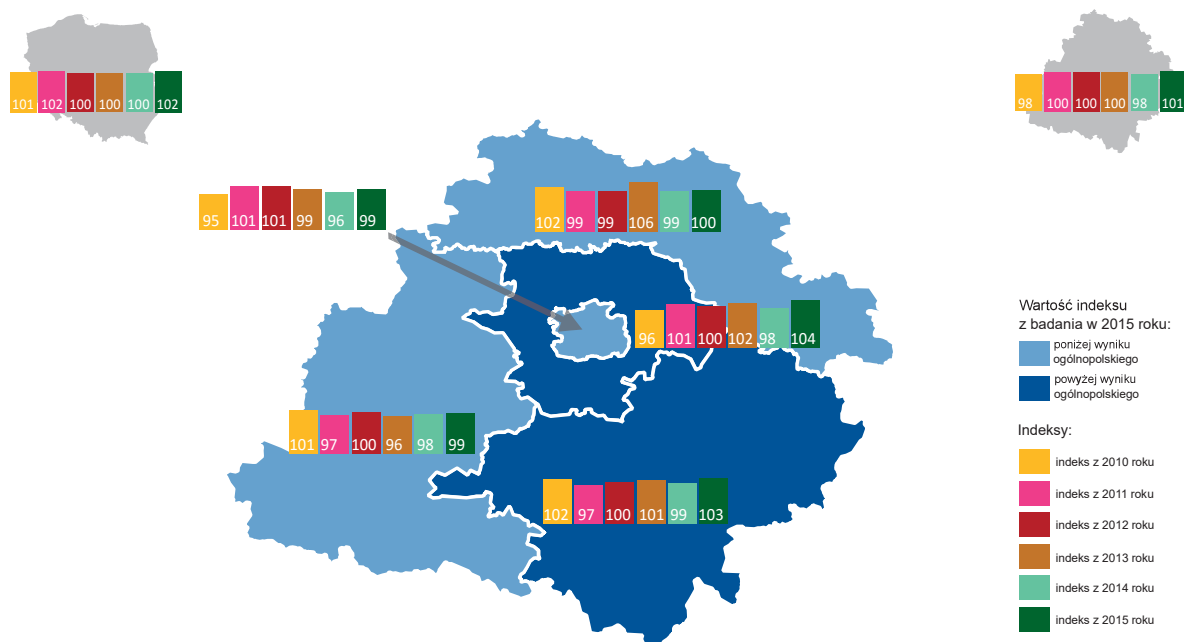 101 102 100 100 100 102
98 100 100 100 98 101
95 101 101 99 96 99
102 99 99 106 99 100
96 101 100 102 98 104
101 97 100 96 98 99
102 97 100 101 99 103
Wartość indeksu
z badania w 2015 roku:
poniżej wyniku
ogólnopolskiego
powyżej wyniku
ogólnopolskiego
Indeksy:
indeks z 2010 roku
indeks z 2011 roku
indeks z 2012 roku
indeks z 2013 roku
indeks z 2014 roku
indeks z 2015 roku